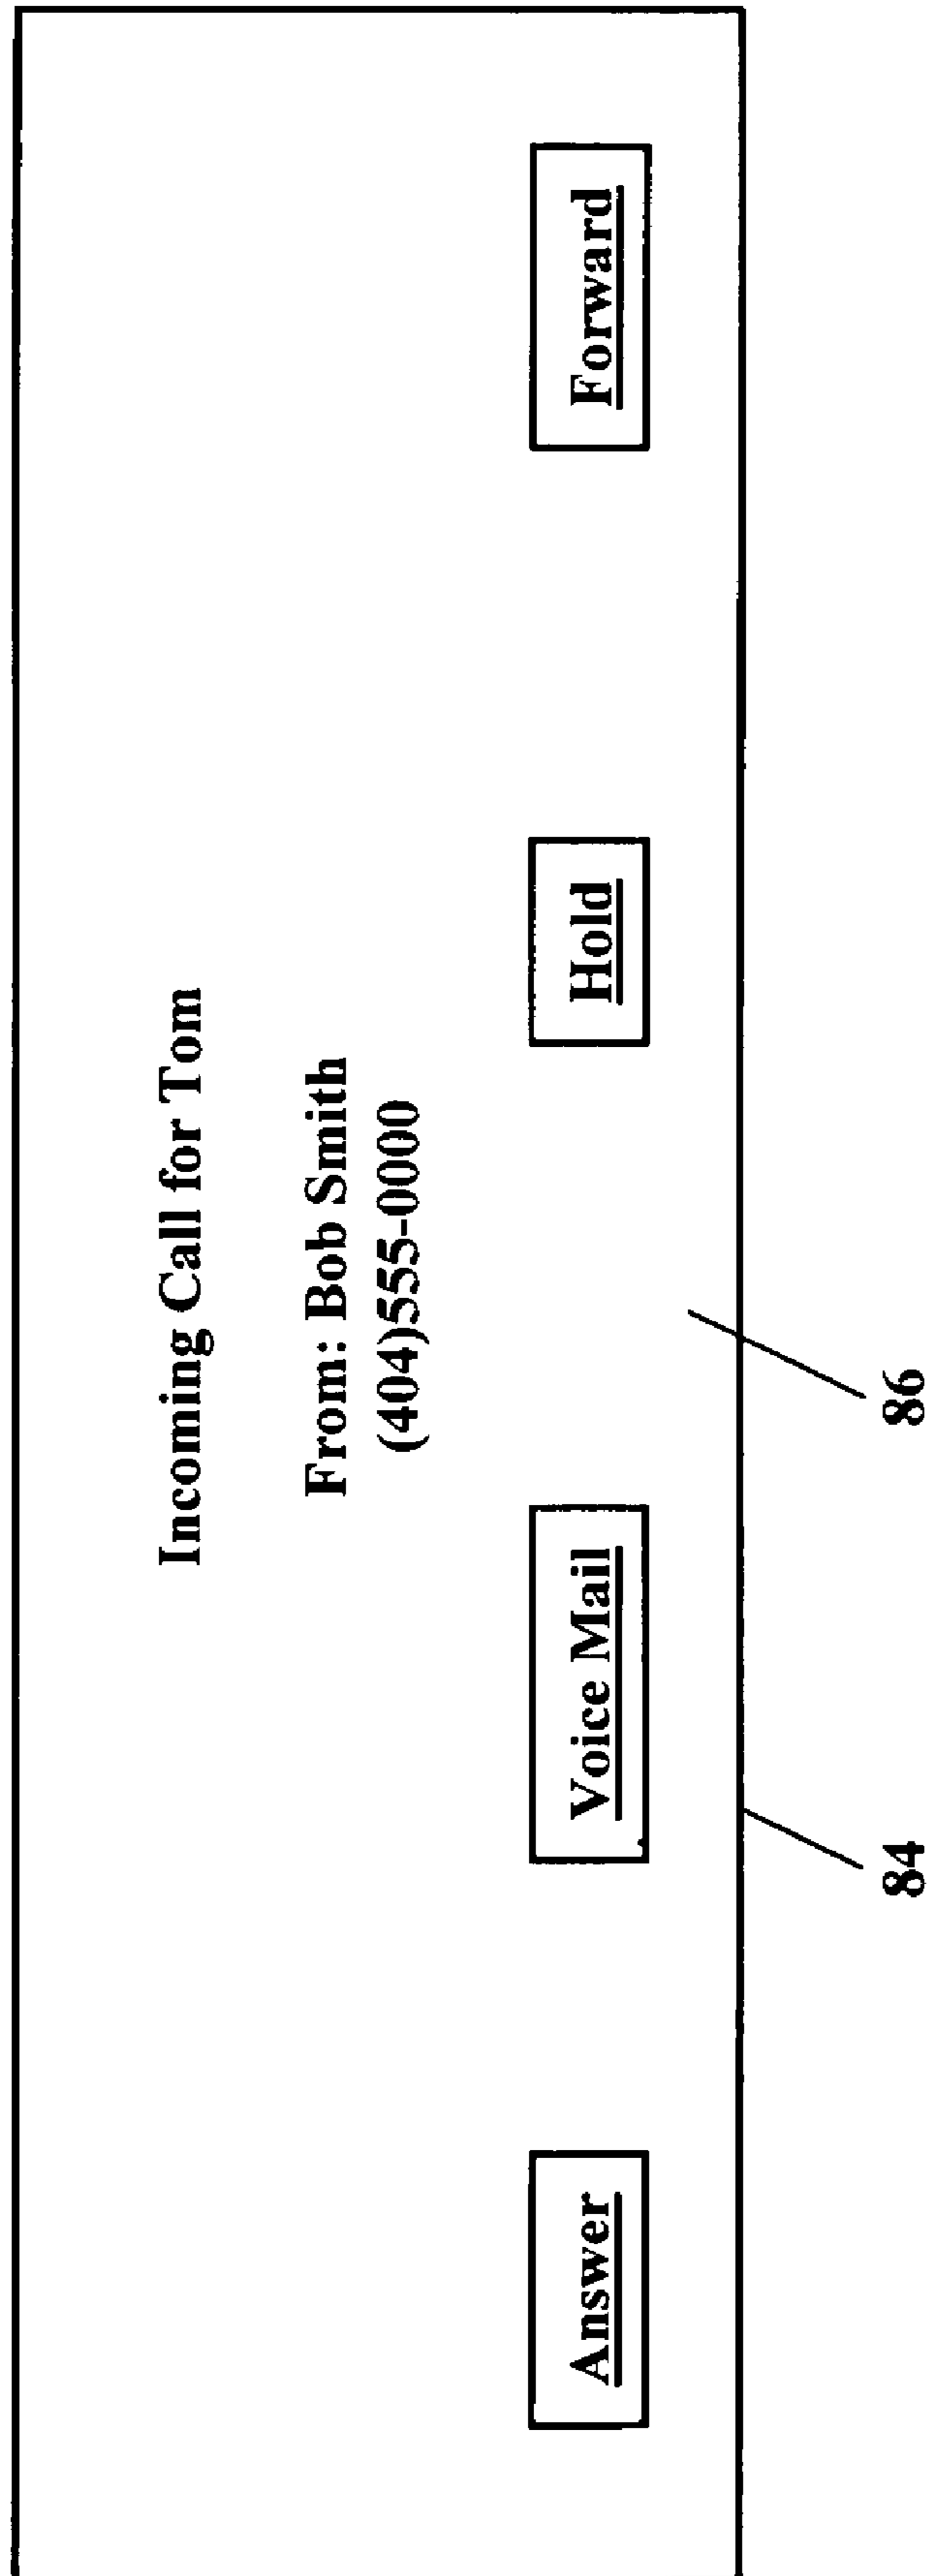 Incoming Call for Tom
From: Bob Smith
(404)555-0000
Answer Voice Mail Hold Forward
84 86